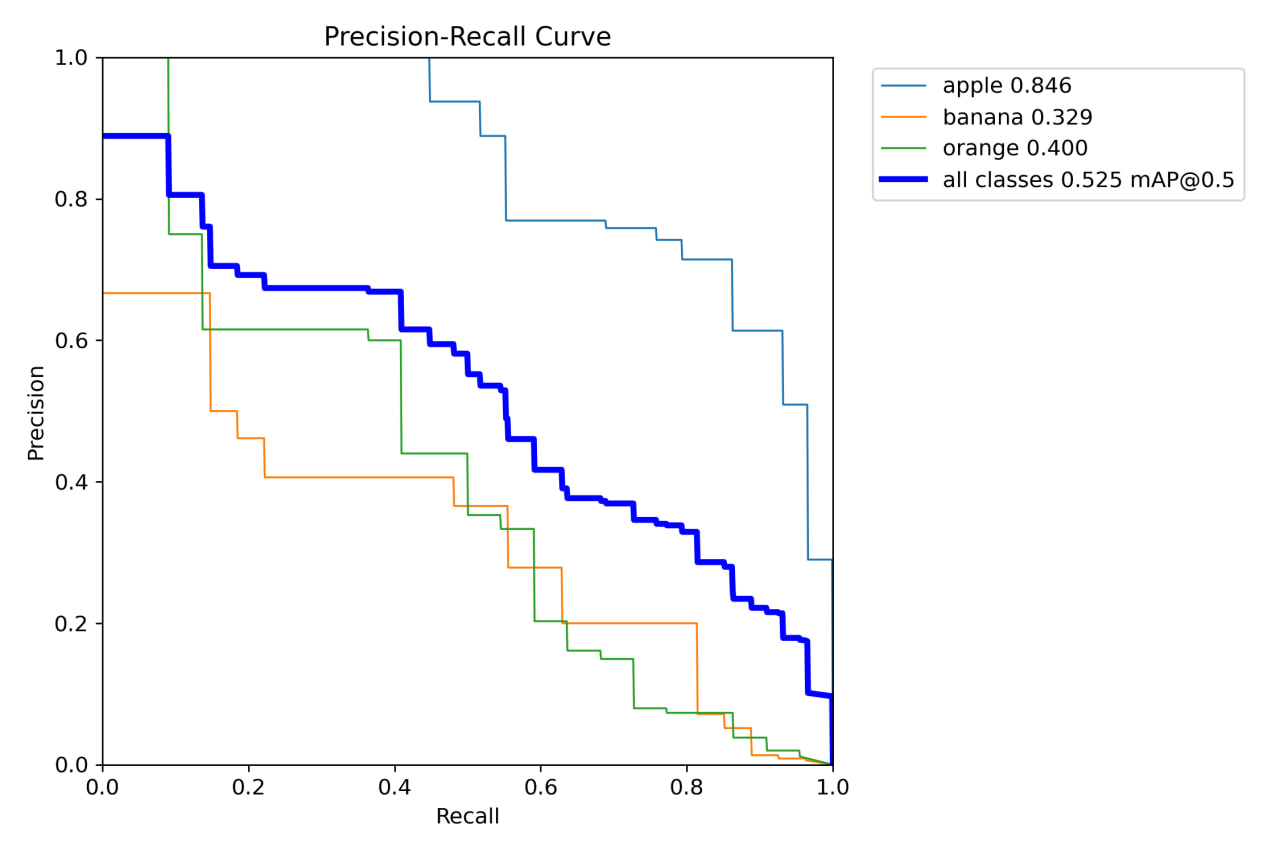 Precision-Recall Curve
1.0
0.8
0.6
0.4
0.2
0.0
Precision
0.0 0.2 0.4 0.6 0.8 1.0
Recall
apple 0.846
banana 0.329
orange 0.400
all classes 0.525 mAP@0.5